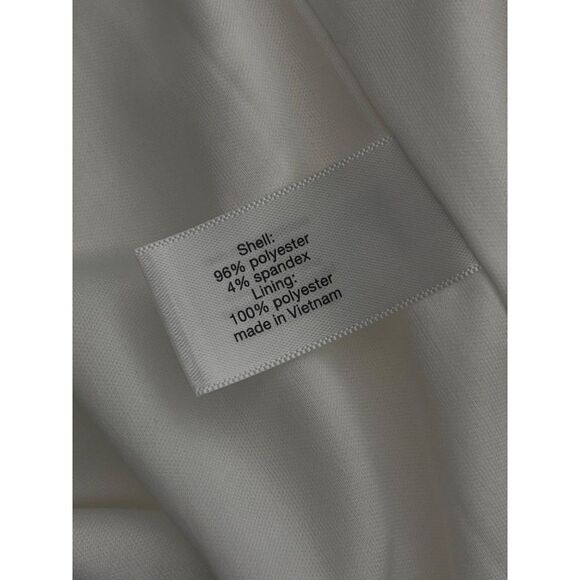 Shell:
96% polyester
4% spandex
Lining:
100% polyester
made in Vietnam